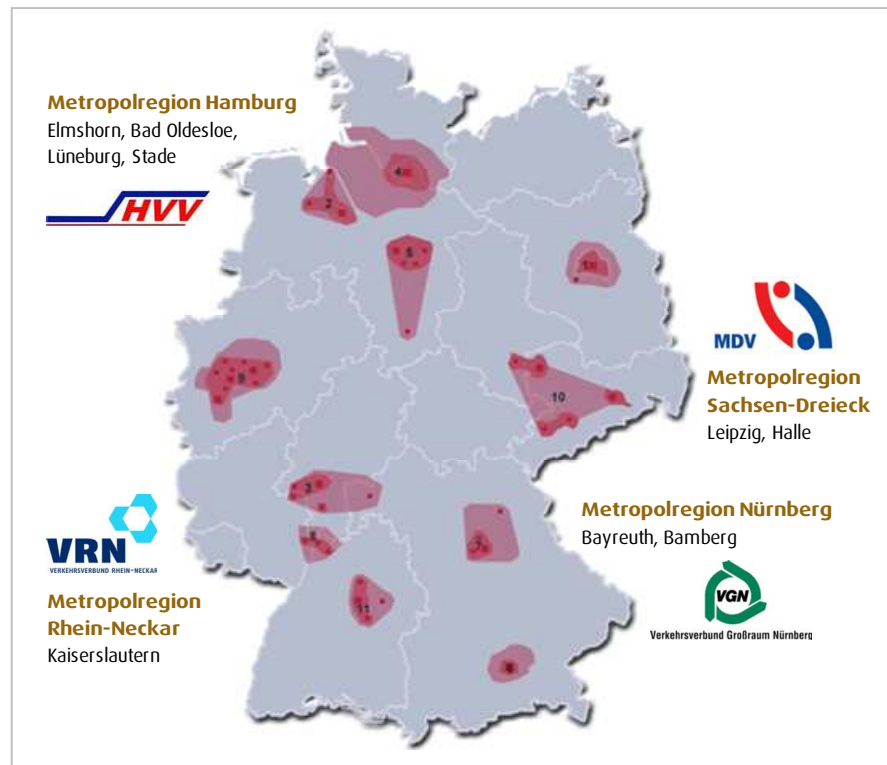 Metropolregion Hamburg
Elmshorn, Bad Oldesloe,
Lüneburg, Stade
HVV
4
2
5
1
MDV
Metropolregion
Sachsen-Dreieck
Leipzig, Halle
9
10
3
VRN
VERKEHRSVERBUND RHEIN-NECKAR
Metropolregion
Rhein-Neckar
Kaiserslautern
8
11
Metropolregion Nürnberg
Bayreuth, Bamberg
VGN
Verkehrsverbund Großraum Nürnberg